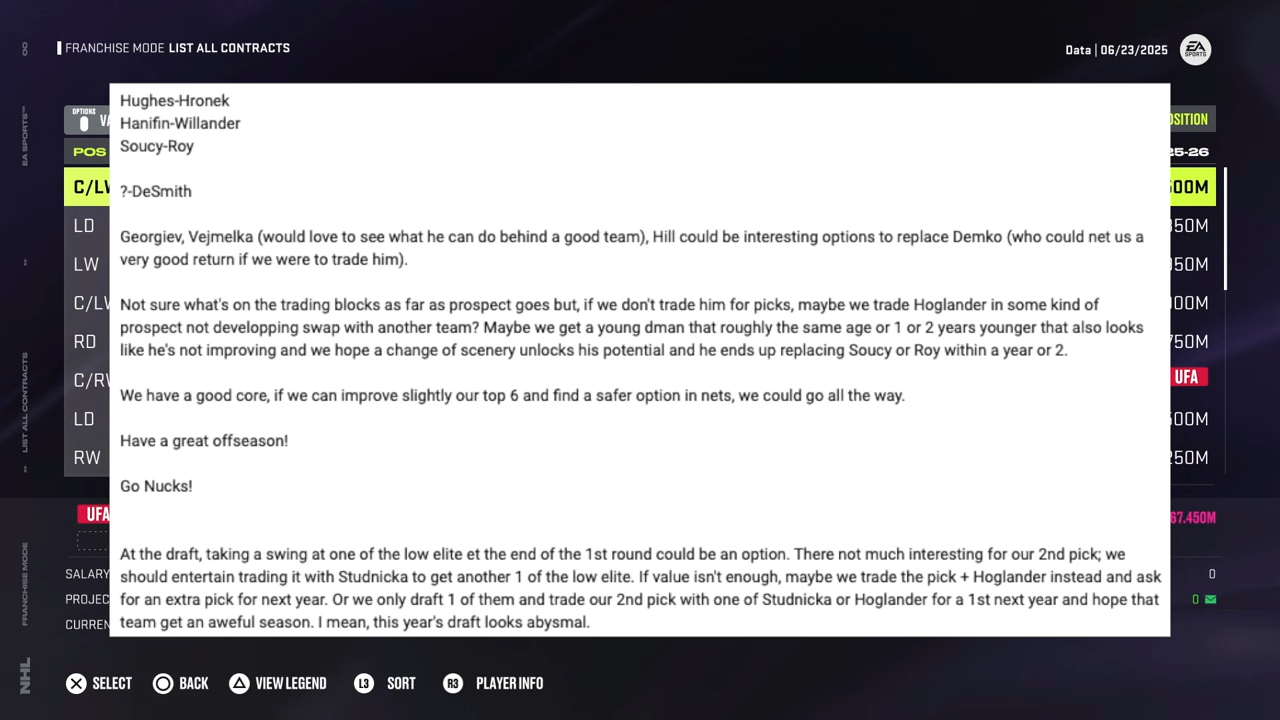 FRANCHISE MODE LIST ALL CONTRACTS
Data | 06/23/2025
EA SPORTS
EA SPORTS™
LIST ALL CONTRACTS
FRANCHISE MODE
NHL
OPTIONS
POS
25-26
C/LW
LD
LW
C/LW
RD
C/RW
LD
RW
UFA
UFA
67.450M
0
0
SALARY
CURREN
Hughes-Hronek
Hanifin-Willander
Soucy-Roy
?-DeSmith
Georgiev, Vejmelka (would love to see what he can do behind a good team), Hill could be interesting options to replace Demko (who could net us a
very good return if we were to trade him).
Not sure what's on the trading blocks as far as prospect goes but, if we don't trade him for picks, maybe we trade Hoglander in some kind of
prospect not developping swap with another team? Maybe we get a young dman that roughly the same age or 1 or 2 years younger that also looks
like he's not improving and we hope a change of scenery unlocks his potential and he ends up replacing Soucy or Roy within a year or 2.
We have a good core, if we can improve slightly our top 6 and find a safer option in nets, we could go all the way.
Have a great offseason!
Go Nucks!
At the draft, taking a swing at one of the low elite et the end of the 1st round could be an option. There not much interesting for our 2nd pick; we
should entertain trading it with Studnicka to get another 1 of the low elite. If value isn't enough, maybe we trade the pick + Hoglander instead and ask
for an extra pick for next year. Or we only draft 1 of them and trade our 2nd pick with one of Studnicka or Hoglander for a 1st next year and hope that
team get an aweful season. I mean, this year's draft looks abysmal.
SELECT
BACK
VIEW LEGEND
L3 SORT
R3 PLAYER INFO